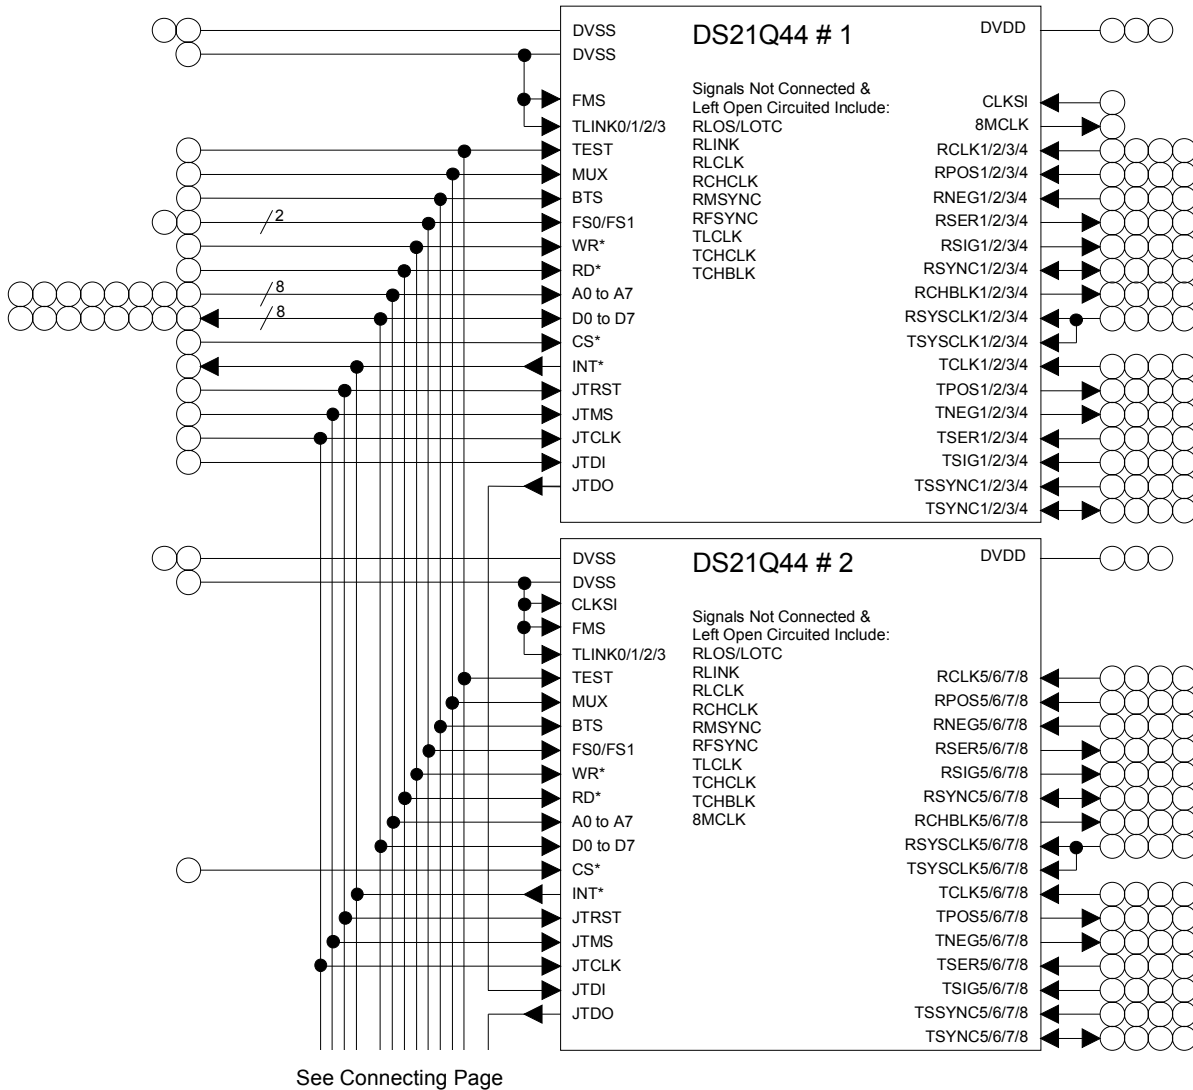 DVSS
DS21Q44 # 1
DVDD
DVSS
Signals Not Connected &
Left Open Circuited Include:
RLOS/LOTC
RLINK
RLCLK
RCHCLK
RMSYNC
RFSYNC
TLCLK
TCHCLK
TCHBLK
FMS
TLINK0/1/2/3
TEST
MUX
BTS
2
FS0/FS1
WR*
RD*
8
A0 to A7
8
D0 to D7
CS*
INT*
JTRST
JTMS
JTCLK
JTDI
JTDO
CLKSI
8MCLK
RCLK1/2/3/4
RPOS1/2/3/4
RNEG1/2/3/4
RSER1/2/3/4
RSIG1/2/3/4
RSYNC1/2/3/4
RCHBLK1/2/3/4
RSYSCLK1/2/3/4
TSYSCLK1/2/3/4
TCLK1/2/3/4
TPOS1/2/3/4
TNEG1/2/3/4
TSER1/2/3/4
TSIG1/2/3/4
TSSYNC1/2/3/4
TSYNC1/2/3/4
DVSS
DS21Q44 # 2
DVDD
DVSS
Signals Not Connected &
Left Open Circuited Include:
RLOS/LOTC
RLINK
RLCLK
RCHCLK
RMSYNC
RFSYNC
TLCLK
TCHCLK
TCHBLK
8MCLK
CLKSI
FMS
TLINK0/1/2/3
TEST
MUX
BTS
FS0/FS1
WR*
RD*
A0 to A7
D0 to D7
CS*
INT*
JTRST
JTMS
JTCLK
JTDI
JTDO
RCLK5/6/7/8
RPOS5/6/7/8
RNEG5/6/7/8
RSER5/6/7/8
RSIG5/6/7/8
RSYNC5/6/7/8
RCHBLK5/6/7/8
RSYSCLK5/6/7/8
TSYSCLK5/6/7/8
TCLK5/6/7/8
TPOS5/6/7/8
TNEG5/6/7/8
TSER5/6/7/8
TSIG5/6/7/8
TSSYNC5/6/7/8
TSYNC5/6/7/8
See Connecting Page